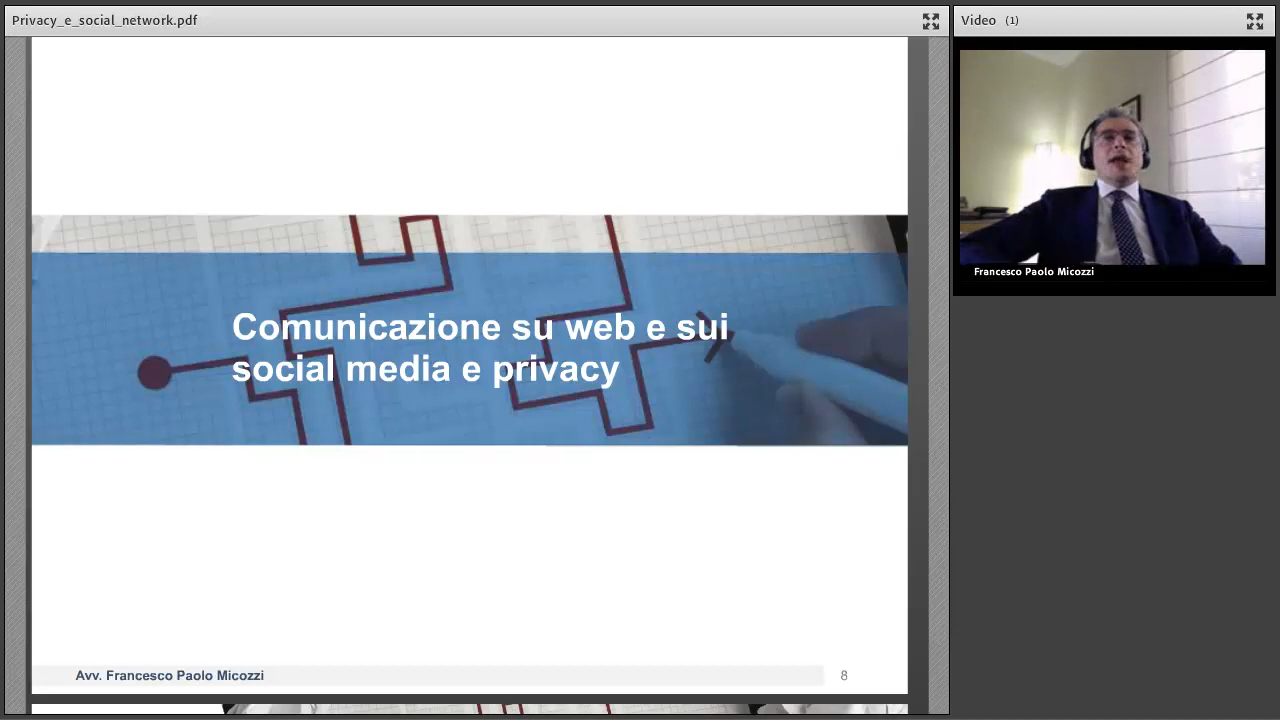 Privacy_e_social_network.pdf
Video (1)
Francesco Paolo Micozzi
Comunicazione su web e sui
social media e privacy
Avv. Francesco Paolo Micozzi
8